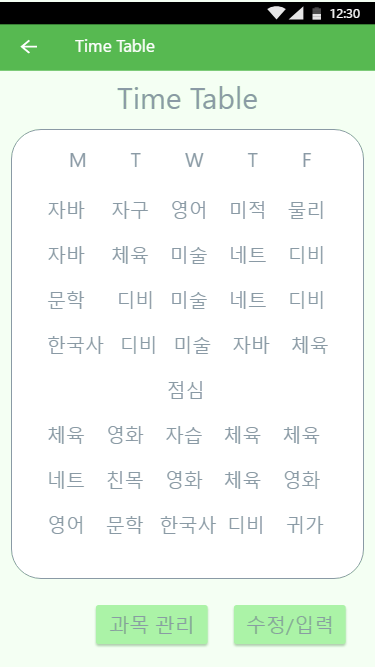 12:30
Time Table
Time Table
M T W T F
자바 자구 영어 미적 물리
자바 체육 미술 네트 디비
문학 디비 미술 네트 디비
한국사 디비 미술 자바 체육
점심
체육 영화 자습 체육 체육
네트 친목 영화 체육 영화
영어 문학 한국사 디비 귀가
과목 관리 수정/입력